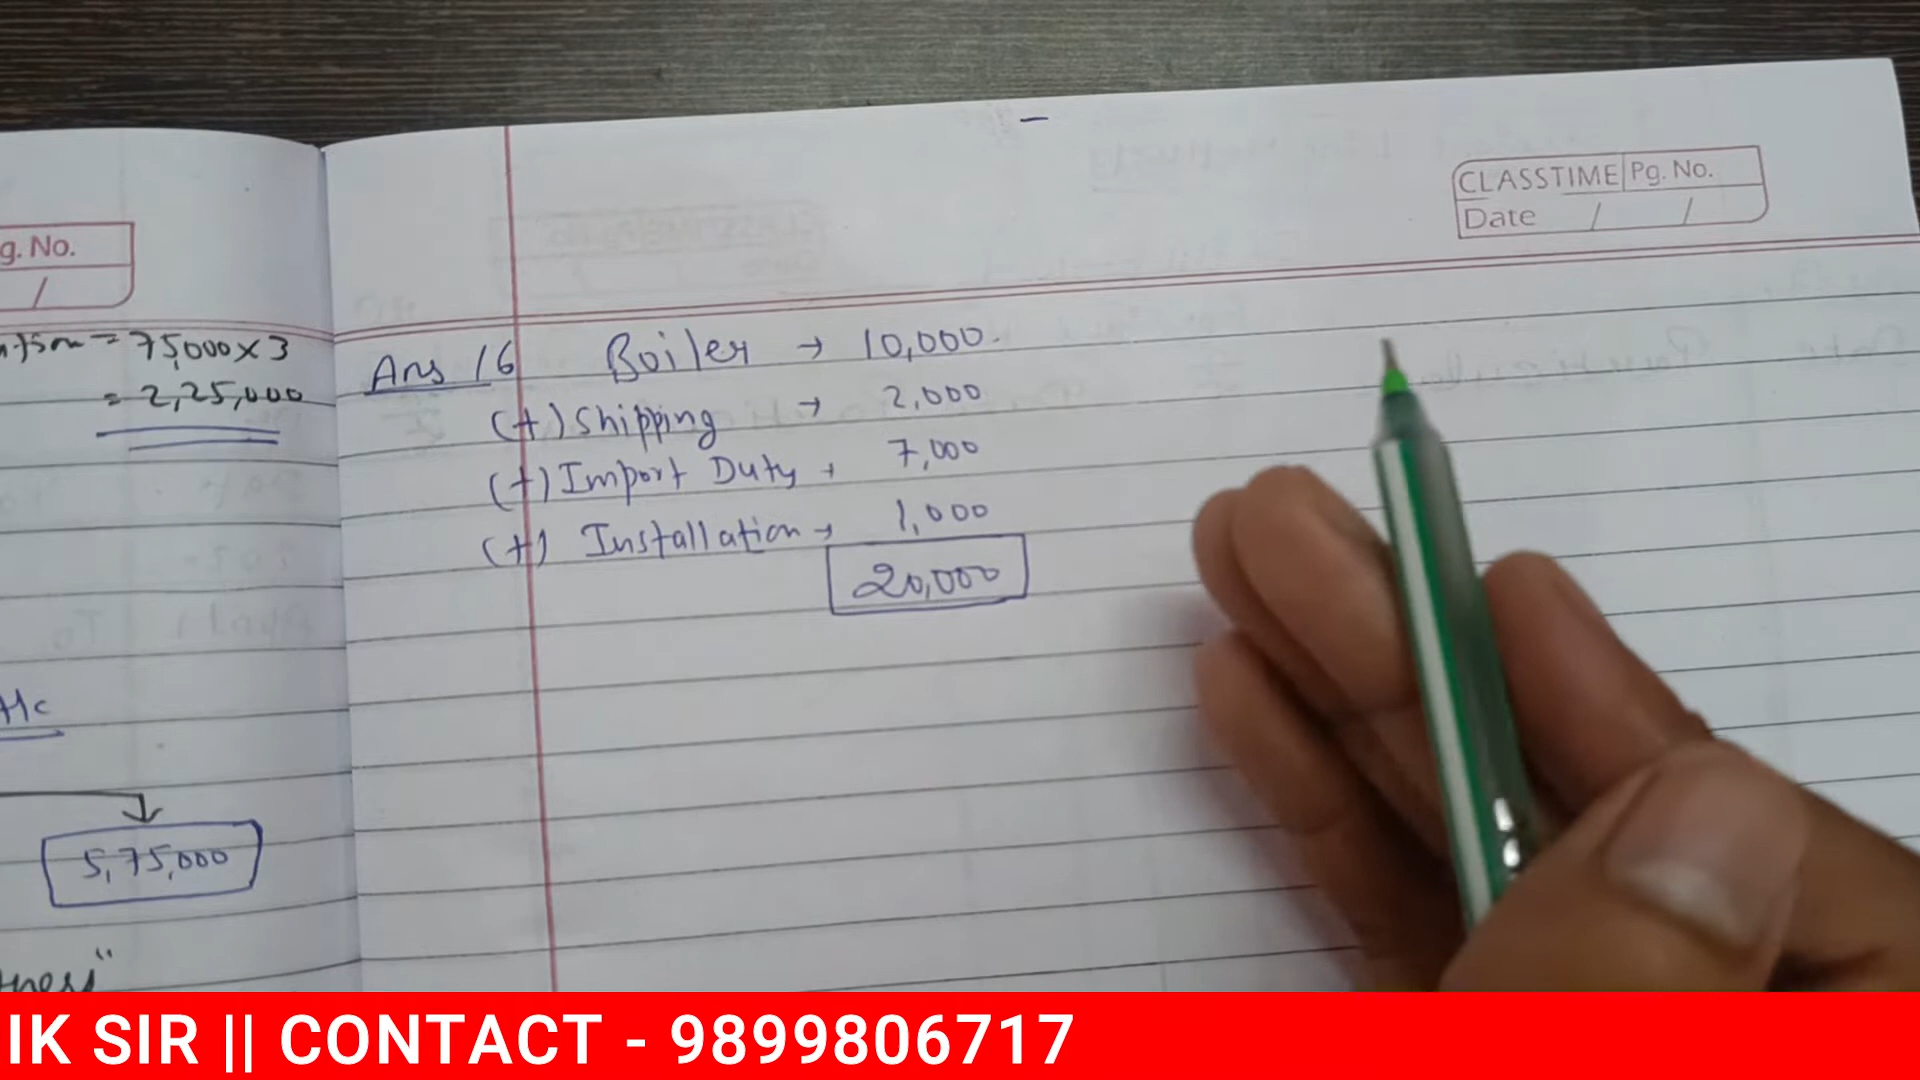 g. No.
/
= 75,000 x 3
= 2,25,000
A/c
5,75,000
CLASSTIME Pg. No.
Date / /
Ans 16 Boiler → 10,000.
(+) Shipping → 2,000
(+) Import Duty → 7,000
(+) Installation → 1,000
20,000
IK SIR || CONTACT - 9899806717